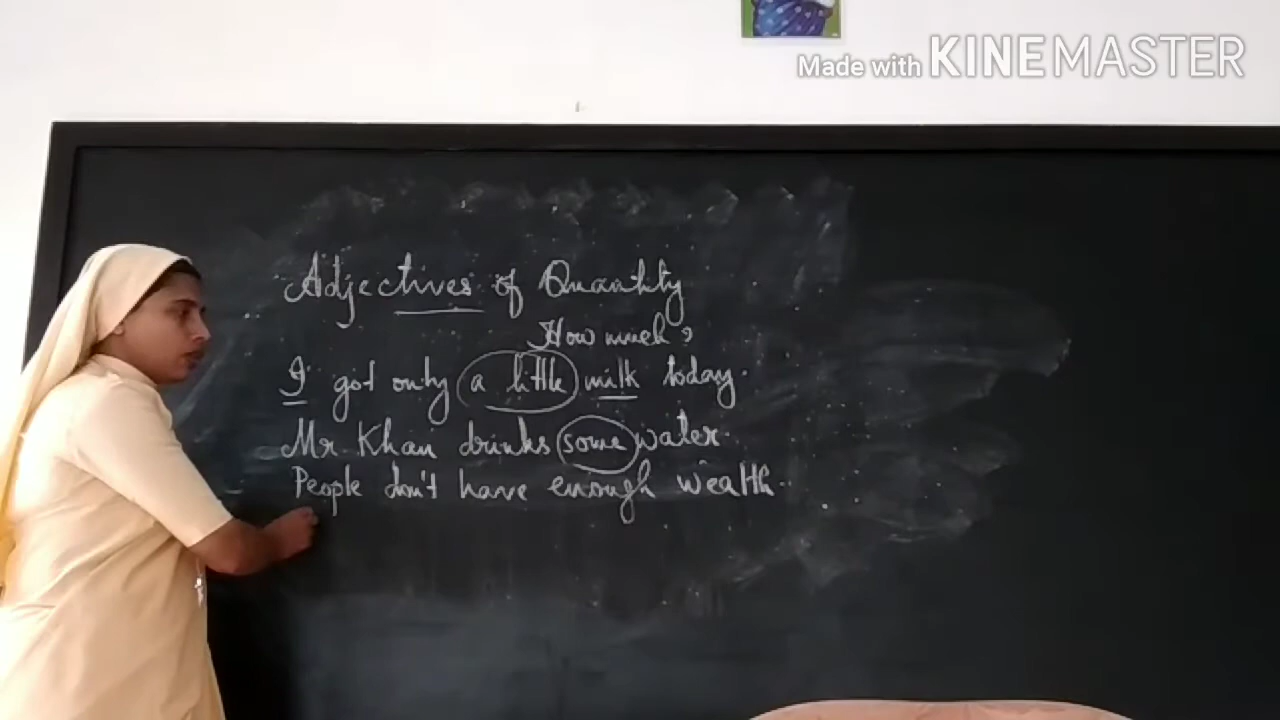 Made with KINEMASTER
Adjectives of Quantity
How much?
I got only a little milk today.
Mr Khan drinks some water.
People don't have enough wealth.